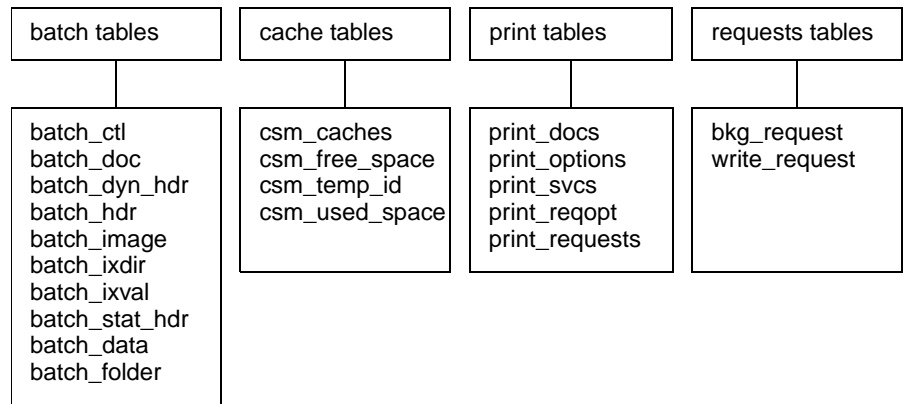 batch tables
cache tables
print tables
requests tables
batch_ctl
batch_doc
batch_dyn_hdr
batch_hdr
batch_image
batch_ixdir
batch_ixval
batch_stat_hdr
batch_data
batch_folder
csm_caches
csm_free_space
csm_temp_id
csm_used_space
print_docs
print_options
print_svcs
print_reqopt
print_requests
bkg_request
write_request